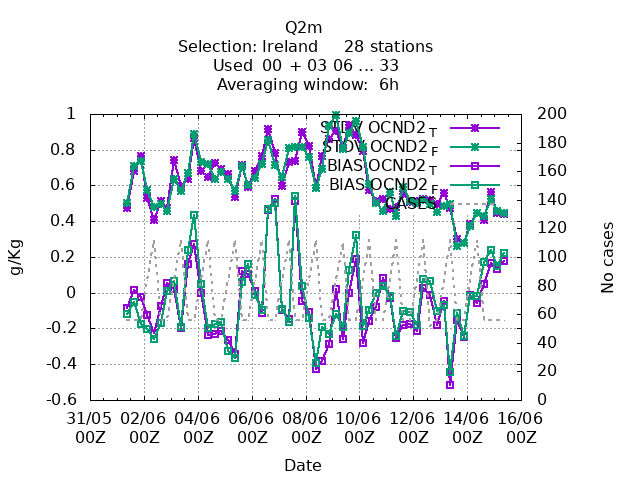 Q2m
Selection: Ireland 28 stations
Used 00 + 03 06 ... 33
Averaging window: 6h
STDV OCND2 T
STDV OCND2 F
BIAS OCND2 T
BIAS OCND2 F
CASES
1
0.8
0.6
0.4
0.2
0
-0.2
-0.4
-0.6
g/Kg
200
180
160
140
120
100
80
60
40
20
0
No cases
31/05 02/06 04/06 06/06 08/06 10/06 12/06 14/06 16/06
00Z 00Z 00Z 00Z 00Z 00Z 00Z 00Z 00Z
Date